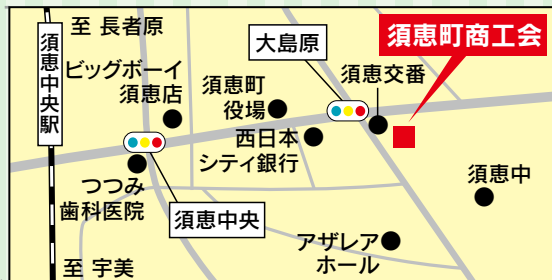 至 長者原
須恵中央駅
ビッグボーイ
須恵店
須恵町
役場
大島原
須恵交番
須恵町商工会
西日本
シティ銀行
つつみ
歯科医院
須恵中央
須恵中
アザレア
ホール
至 宇美